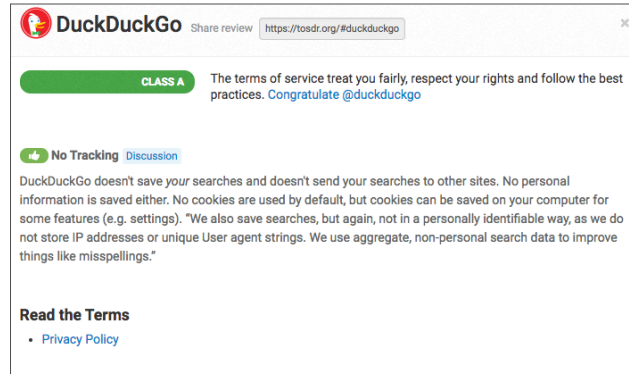 DuckDuckGo Share review https://tosdr.org/#duckduckgo ×
CLASS A
The terms of service treat you fairly, respect your rights and follow the best
practices. Congratulate @duckduckgo
No Tracking Discussion
DuckDuckGo doesn't save your searches and doesn't send your searches to other sites. No personal
information is saved either. No cookies are used by default, but cookies can be saved on your computer for
some features (e.g. settings). “We also save searches, but again, not in a personally identifiable way, as we do
not store IP addresses or unique User agent strings. We use aggregate, non-personal search data to improve
things like misspellings.”
Read the Terms
• Privacy Policy